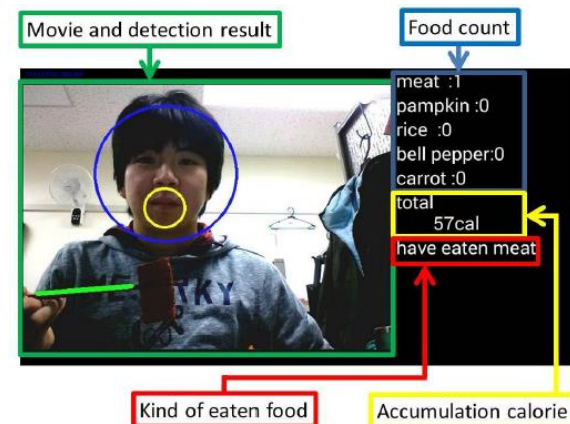 Movie and detection result
Food count
meat :1
pampkin :0
rice :0
bell pepper:0
carrot :0
total
57cal
have eaten meat
Kind of eaten food
Accumulation calorie